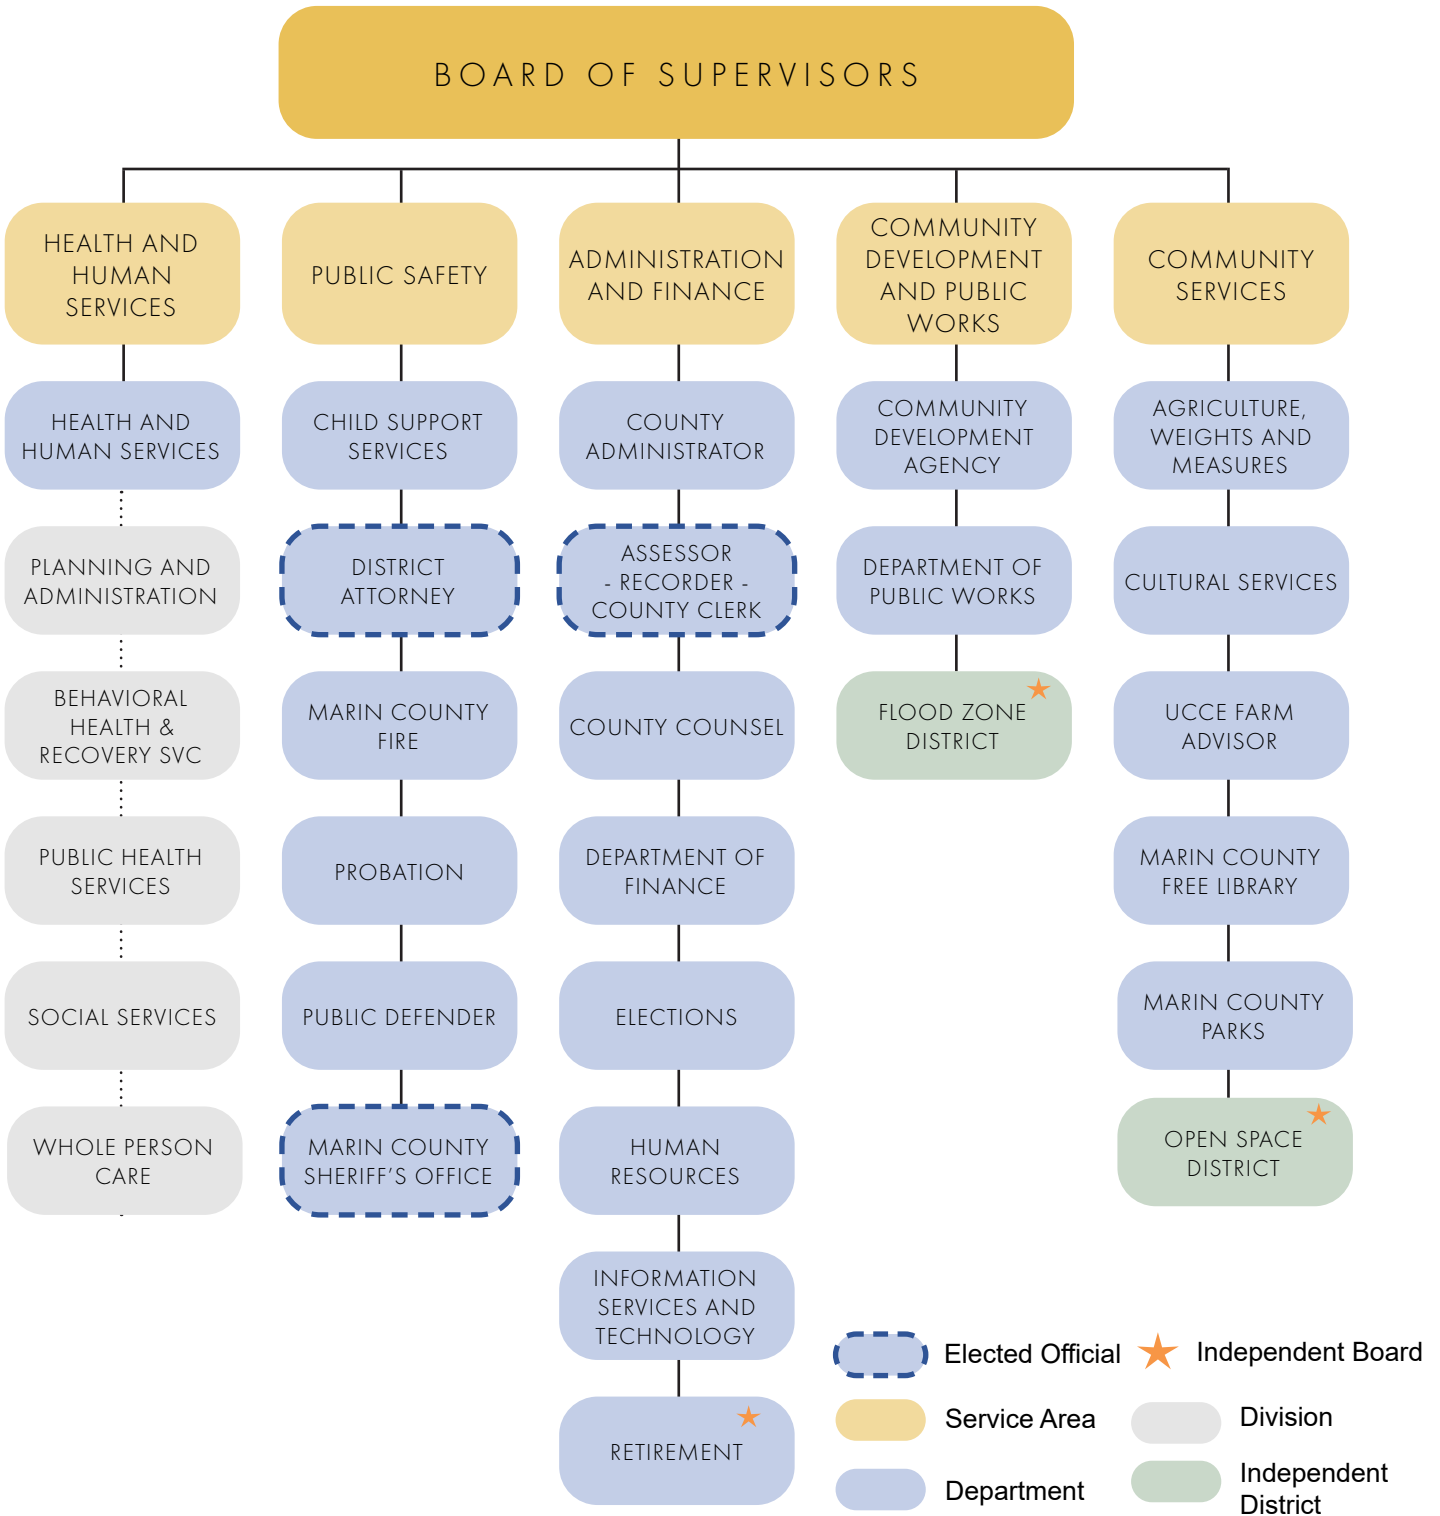 BOARD OF SUPERVISORS
HEALTH AND
HUMAN
SERVICES
PUBLIC SAFETY
ADMINISTRATION
AND FINANCE
COMMUNITY
DEVELOPMENT
AND PUBLIC
WORKS
COMMUNITY
SERVICES
HEALTH AND
HUMAN SERVICES
PLANNING AND
ADMINISTRATION
BEHAVIORAL
HEALTH &
RECOVERY SVC
PUBLIC HEALTH
SERVICES
SOCIAL SERVICES
WHOLE PERSON
CARE
CHILD SUPPORT
SERVICES
DISTRICT
ATTORNEY
MARIN COUNTY
FIRE
PROBATION
PUBLIC DEFENDER
MARIN COUNTY
SHERIFF'S OFFICE
COUNTY
ADMINISTRATOR
ASSESSOR
- RECORDER -
COUNTY CLERK
COUNTY COUNSEL
DEPARTMENT OF
FINANCE
ELECTIONS
HUMAN
RESOURCES
INFORMATION
SERVICES AND
TECHNOLOGY
RETIREMENT
COMMUNITY
DEVELOPMENT
AGENCY
DEPARTMENT OF
PUBLIC WORKS
FLOOD ZONE
DISTRICT
AGRICULTURE,
WEIGHTS AND
MEASURES
CULTURAL SERVICES
UCCE FARM
ADVISOR
MARIN COUNTY
FREE LIBRARY
MARIN COUNTY
PARKS
OPEN SPACE
DISTRICT
Elected Official
Independent Board
Service Area
Division
Department
Independent
District